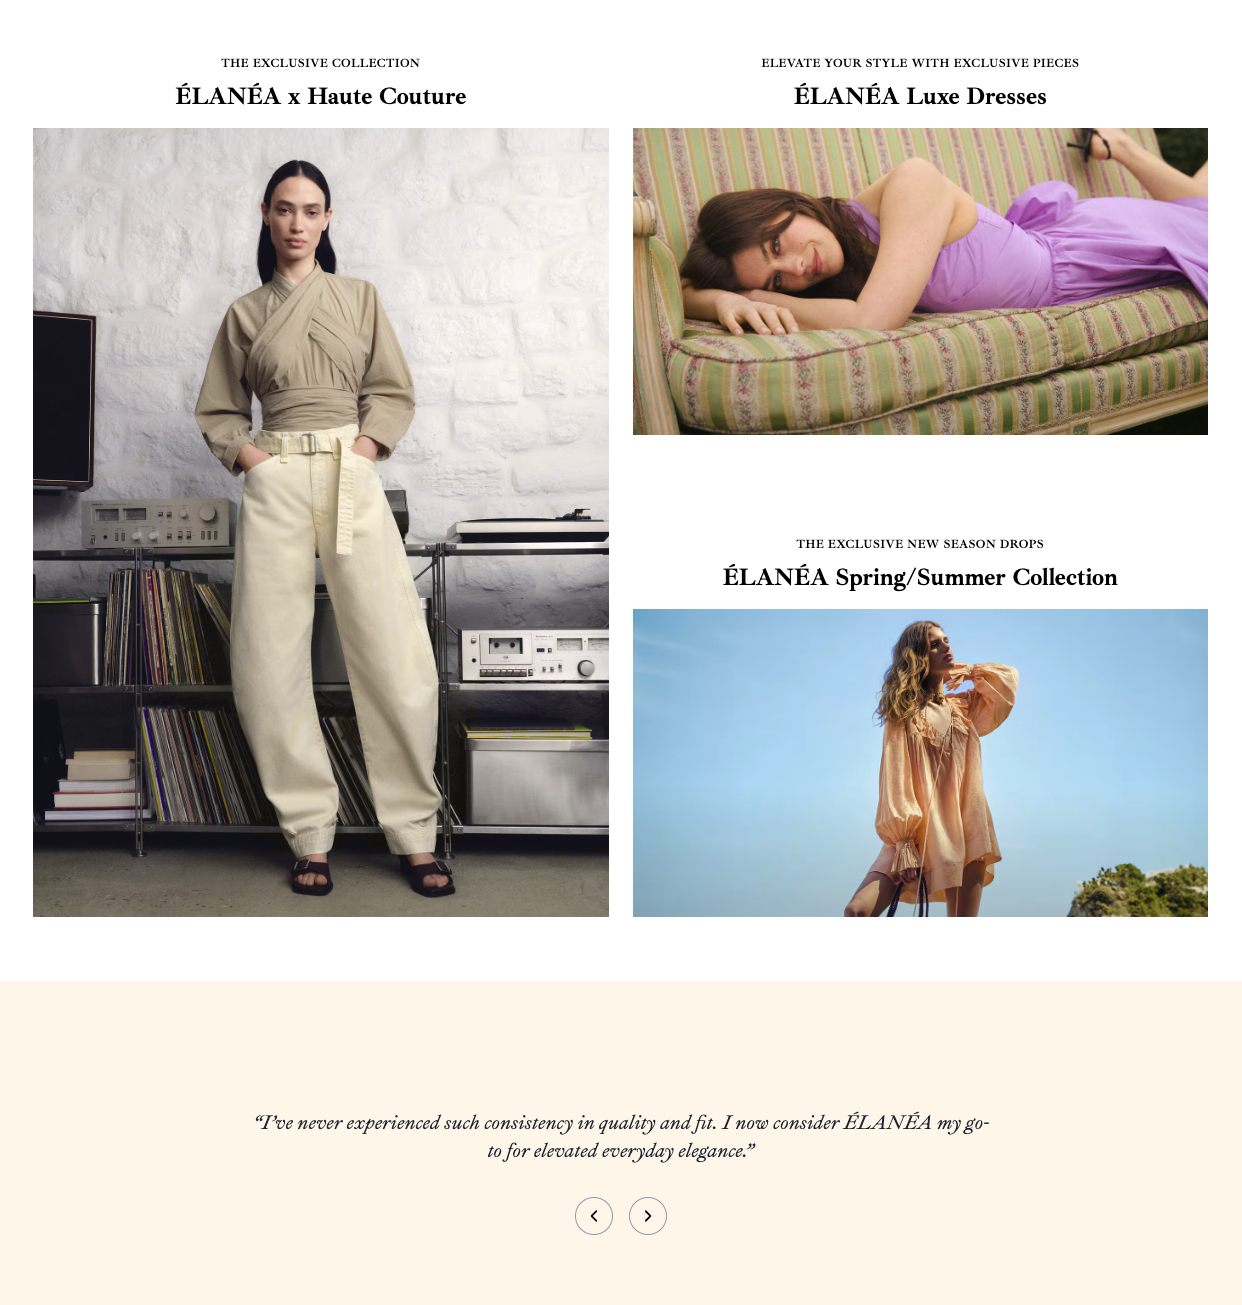 THE EXCLUSIVE COLLECTION
ÉLANÉA x Haute Couture
ELEVATE YOUR STYLE WITH EXCLUSIVE PIECES
ÉLANÉA Luxe Dresses
THE EXCLUSIVE NEW SEASON DROPS
ÉLANÉA Spring/Summer Collection
“I’ve never experienced such consistency in quality and fit. I now consider ÉLANÉA my go-
to for elevated everyday elegance.”